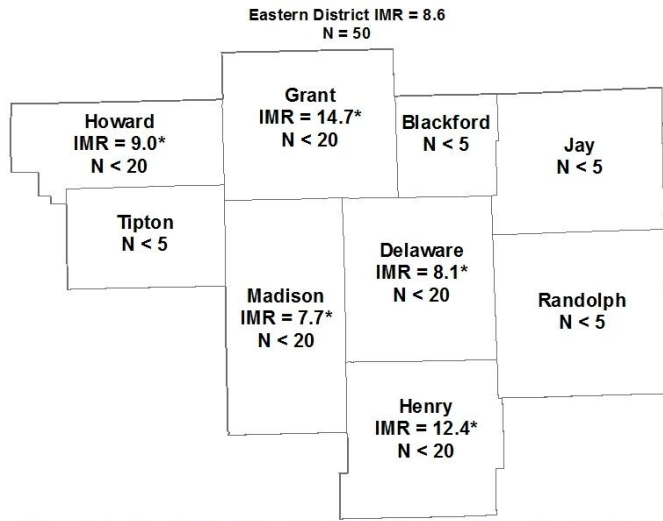 Eastern District IMR = 8.6
N = 50
Grant
IMR = 14.7*
N < 20
Howard
IMR = 9.0*
N < 20
Blackford
N < 5
Jay
N < 5
Tipton
N < 5
Delaware
IMR = 8.1*
N < 20
Madison
IMR = 7.7*
N < 20
Randolph
N < 5
Henry
IMR = 12.4*
N < 20